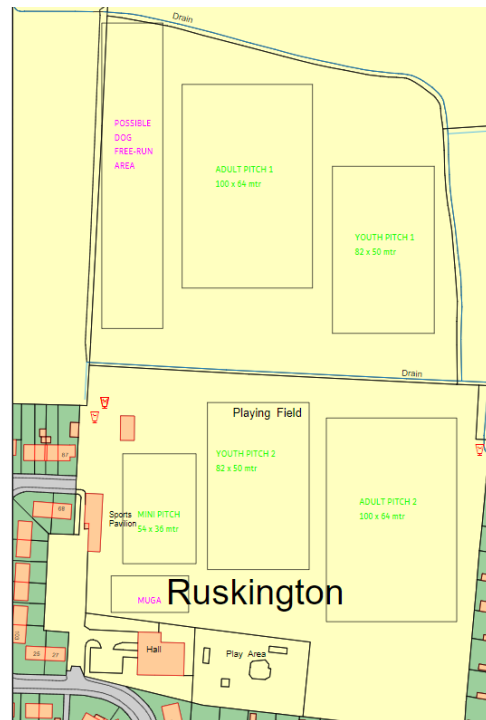 Drain
POSSIBLE
DOG
FREE-RUN
AREA
ADULT PITCH 1
100 x 64 mtr
YOUTH PITCH 1
82 x 50 mtr
Drain
Playing Field
67
YOUTH PITCH 2
82 x 50 mtr
ADULT PITCH 2
100 x 64 mtr
69
Sports
Pavilion
MINI PITCH
54 x 36 mtr
MUGA
Ruskington
Hall
Play Area
25
27